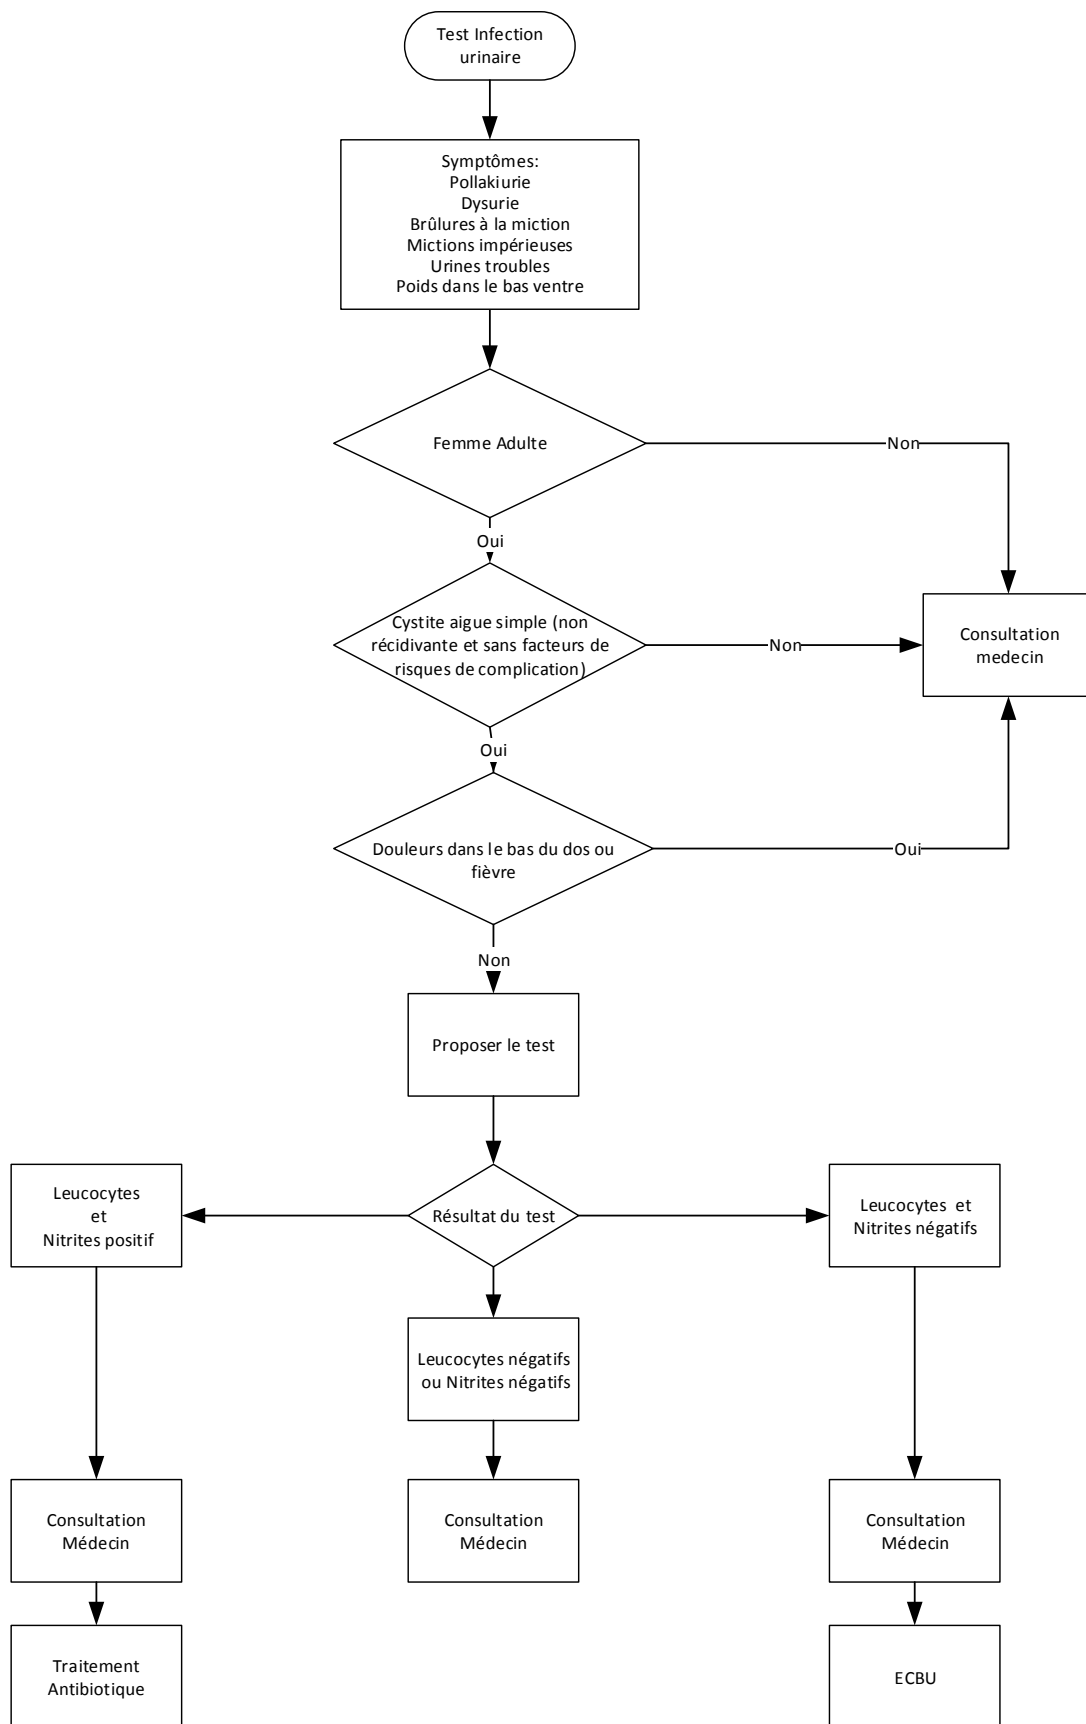 Test Infection
urinaire
Symptômes:
Pollakiurie
Dysurie
Brûlures à la miction
Mictions impérieuses
Urines troubles
Poids dans le bas ventre
Femme Adulte
Non
Oui
Cystite aigue simple (non
récidivante et sans facteurs de
risques de complication)
Non
Consultation
medecin
Oui
Douleurs dans le bas du dos ou
fièvre
Oui
Non
Proposer le test
Leucocytes
et
Nitrites positif
Résultat du test
Leucocytes et
Nitrites négatifs
Leucocytes négatifs
ou Nitrites négatifs
Consultation
Médecin
Consultation
Médecin
Consultation
Médecin
Traitement
Antibiotique
ECBU